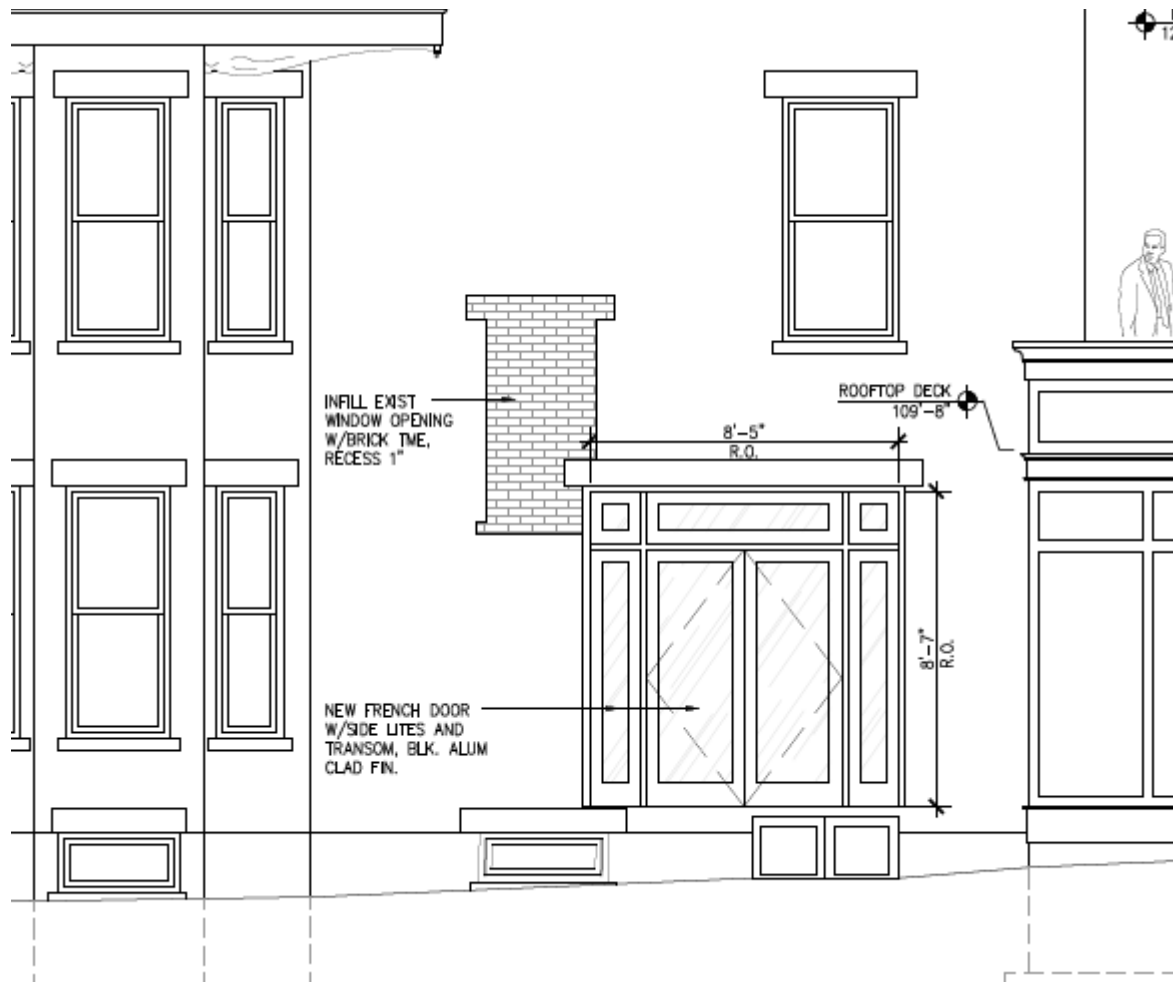 12
INFILL EXIST
WINDOW OPENING
W/BRICK TME,
RECESS 1"
ROOFTOP DECK
109'-8"
8'-5"
R.O.
8'-7"
R.O.
NEW FRENCH DOOR
W/SIDE LITES AND
TRANSOM, BLK. ALUM
CLAD FIN.